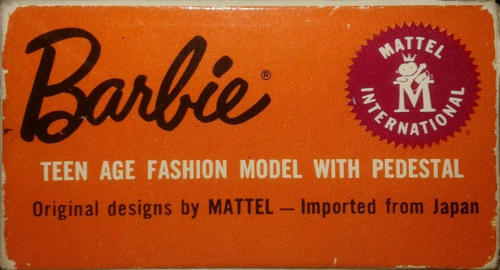 Barbie®
MATTEL
M
INTERNATIONAL
TEEN AGE FASHION MODEL WITH PEDESTAL
Original designs by MATTEL — Imported from Japan